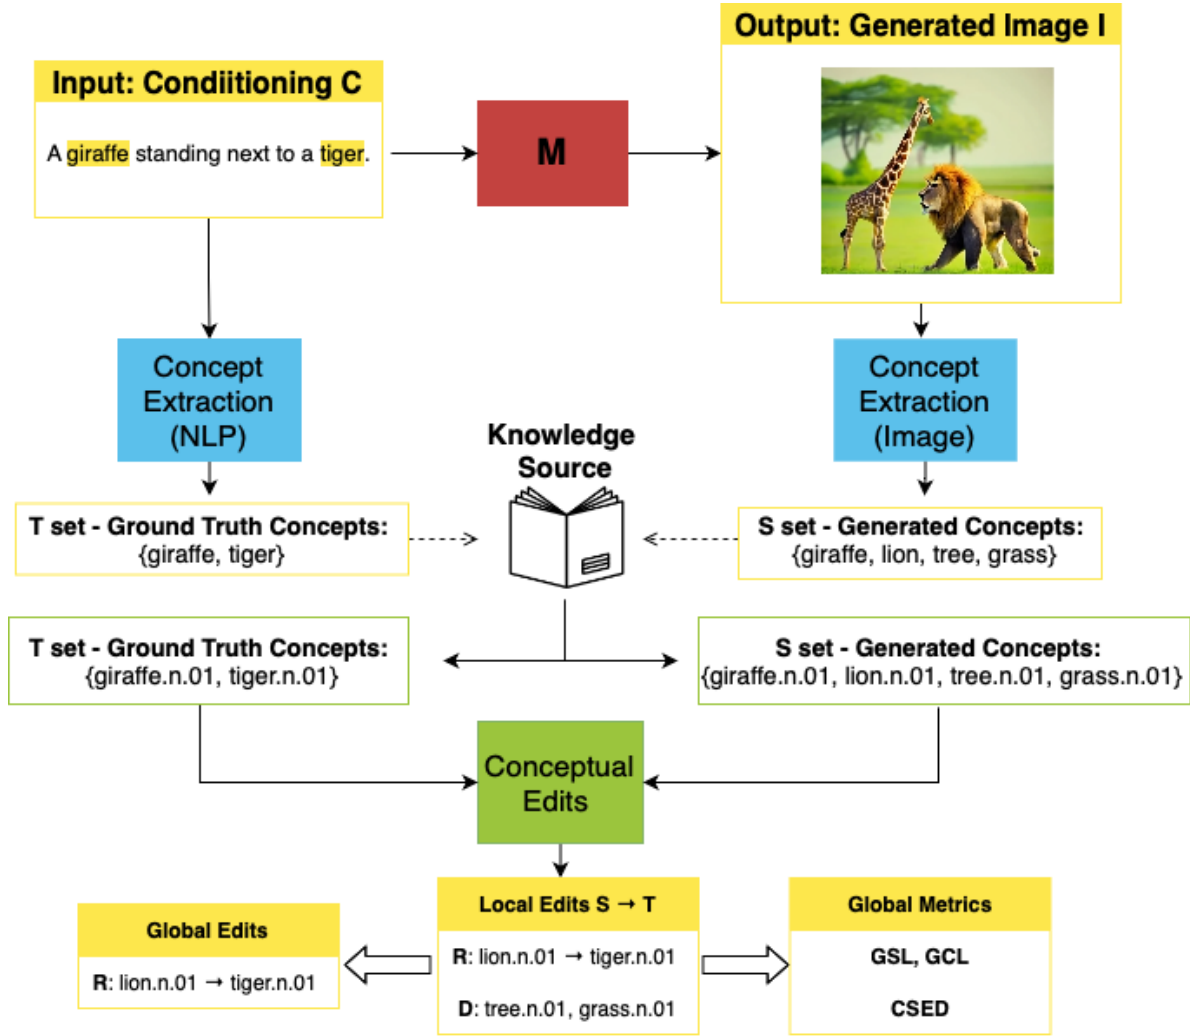 Output: Generated Image I
Input: Condiitioning C
A giraffe standing next to a tiger.
M
Concept
Extraction
(NLP)
Concept
Extraction
(Image)
Knowledge
Source
T set - Ground Truth Concepts:
{giraffe, tiger}
S set - Generated Concepts:
{giraffe, lion, tree, grass}
T set - Ground Truth Concepts:
{giraffe.n.01, tiger.n.01}
S set - Generated Concepts:
{giraffe.n.01, lion.n.01, tree.n.01, grass.n.01}
Conceptual
Edits
Global Edits
R: lion.n.01 → tiger.n.01
Local Edits S → T
R: lion.n.01 → tiger.n.01
D: tree.n.01, grass.n.01
Global Metrics
GSL, GCL
CSED